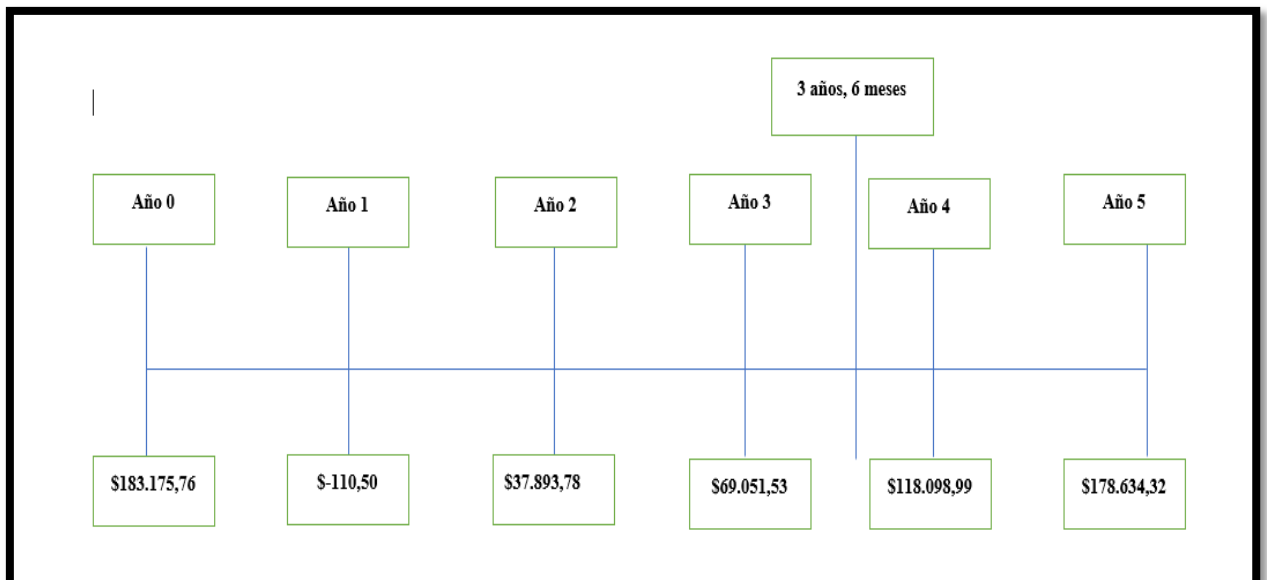 3 años, 6 meses
Año 0
Año 1
Año 2
Año 3
Año 4
Año 5
$183.175,76
$-110,50
$37.893,78
$69.051,53
$118.098,99
$178.634,32